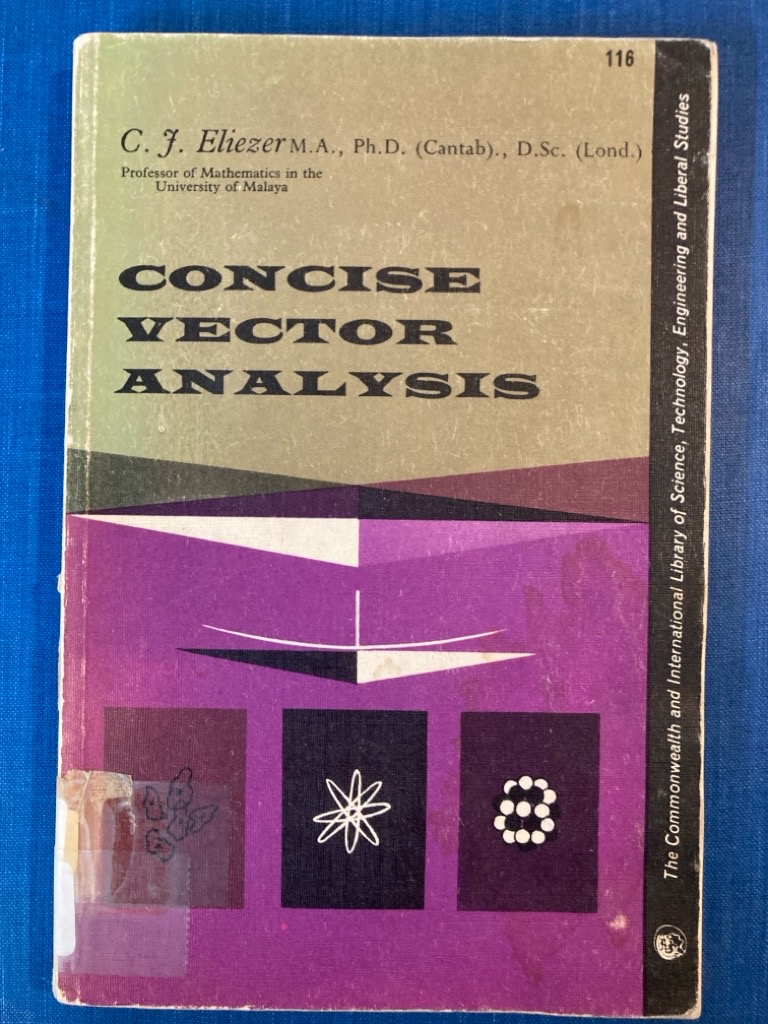 116
C. J. Eliezer M.A., Ph.D. (Cantab)., D.Sc. (Lond.)
Professor of Mathematics in the
University of Malaya
CONCISE
VECTOR
ANALYSIS
The Commonwealth and International Library of Science, Technology, Engineering and Liberal Studies